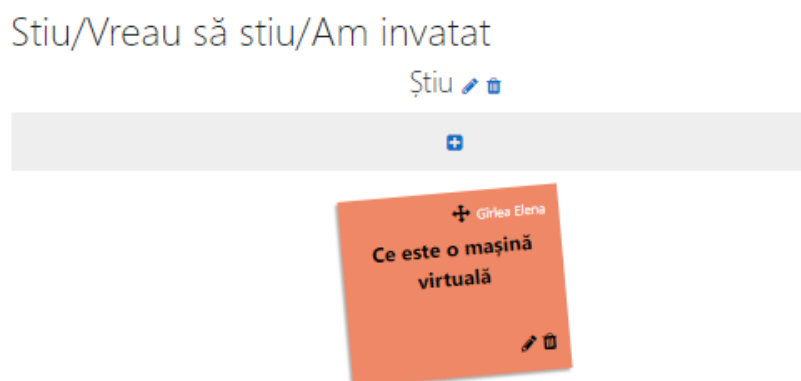 Stiu/Vreau să stiu/Am invatat
Știu
Gîrlea Elena
Ce este o mașină
virtuală